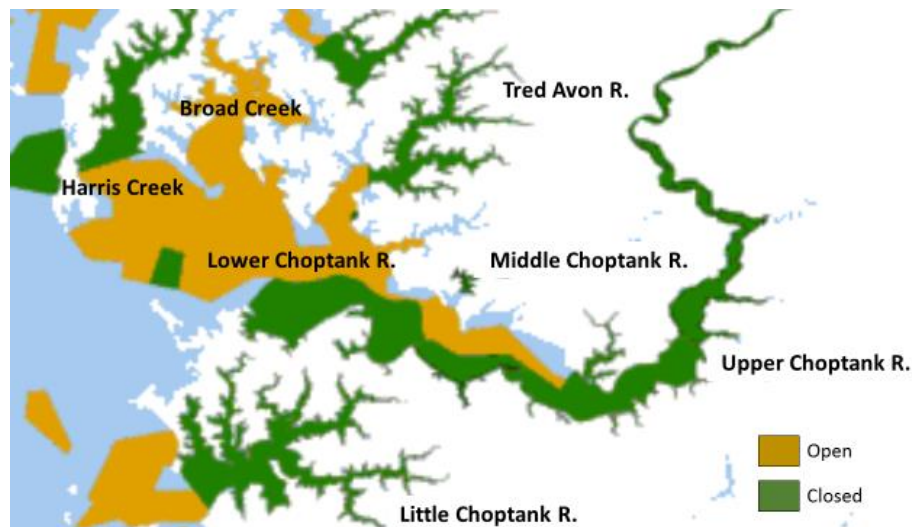 Tred Avon R.
Broad Creek
Harris Creek
Lower Choptank R.
Middle Choptank R.
Upper Choptank R.
Open
Closed
Little Choptank R.